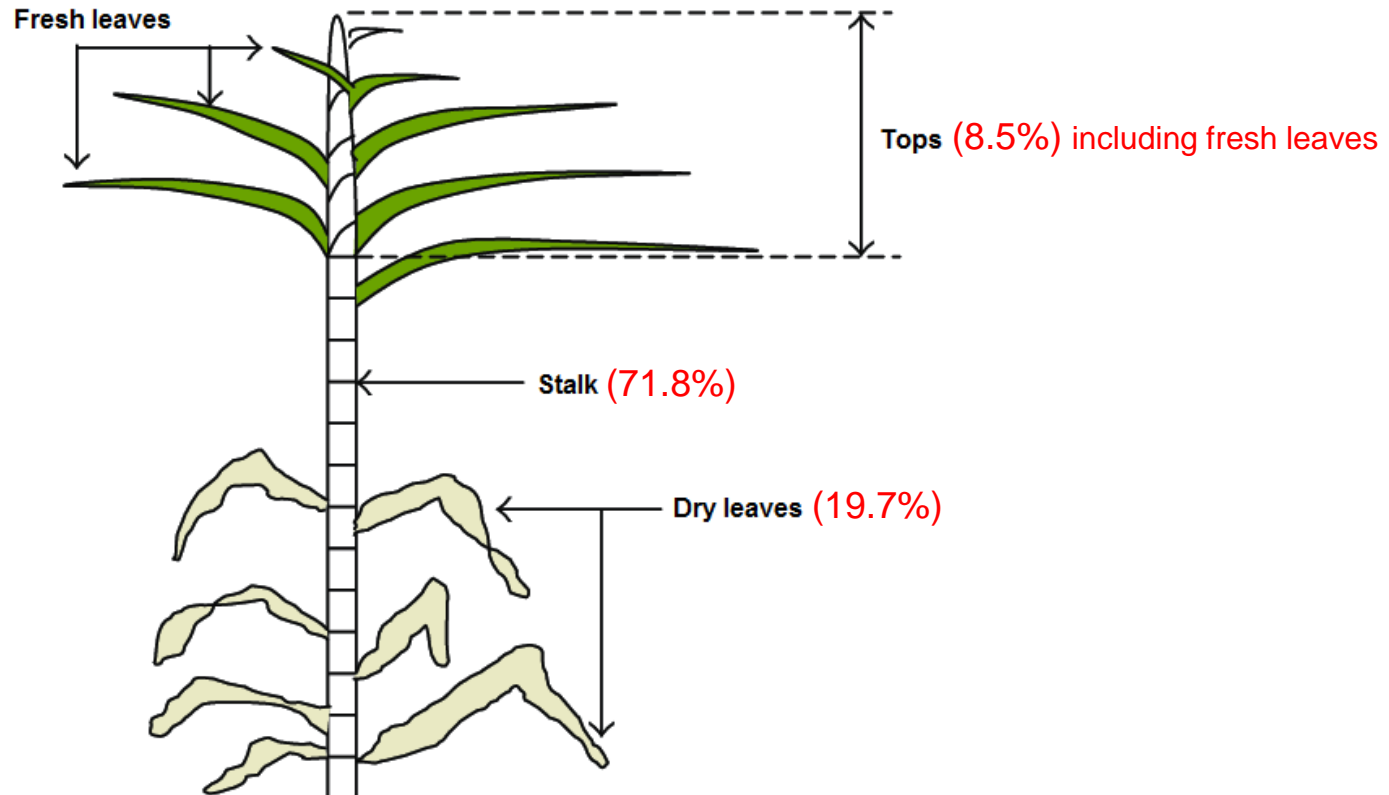 Fresh leaves
Tops (8.5%) including fresh leaves
Stalk (71.8%)
Dry leaves (19.7%)